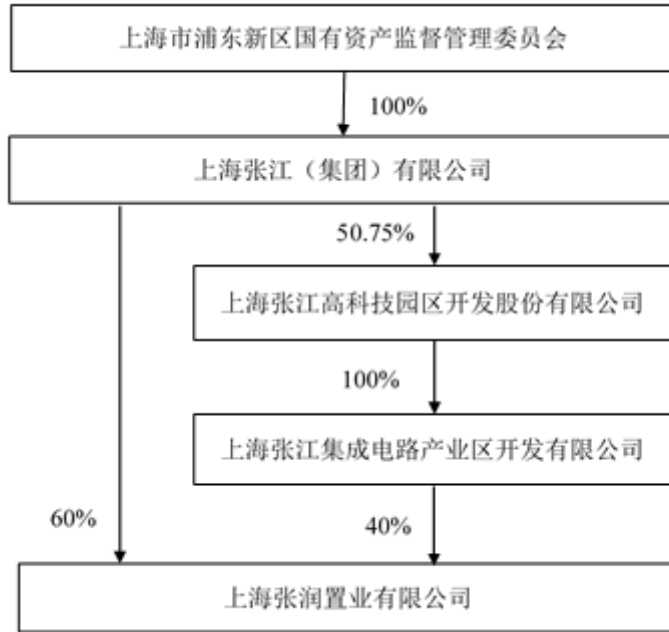 上海市浦东新区国有资产监督管理委员会
100%
上海张江（集团）有限公司
50.75%
上海张江高科技园区开发股份有限公司
100%
上海张江集成电路产业区开发有限公司
60%
40%
上海张润置业有限公司